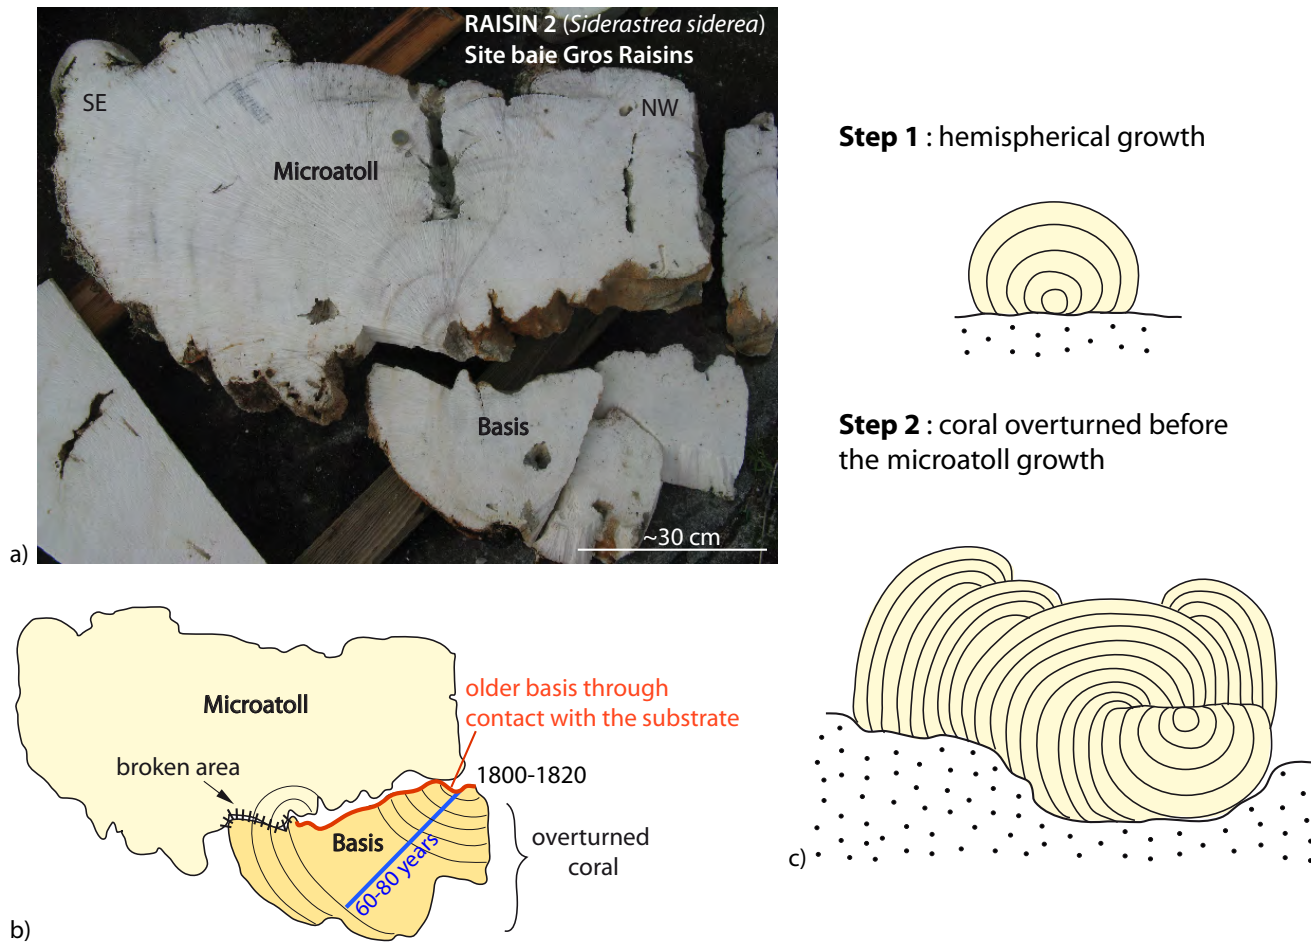 RAISIN 2 (Siderastrea siderea)
Site baie Gros Raisins
SE
NW
Microatoll
Basis
~30 cm
a)
Microatoll
older basis through
contact with the substrate
broken area
1800-1820
Basis
60-80 years
overturned
coral
b)
Step 1 : hemispherical growth
Step 2 : coral overturned before
the microatoll growth
c)